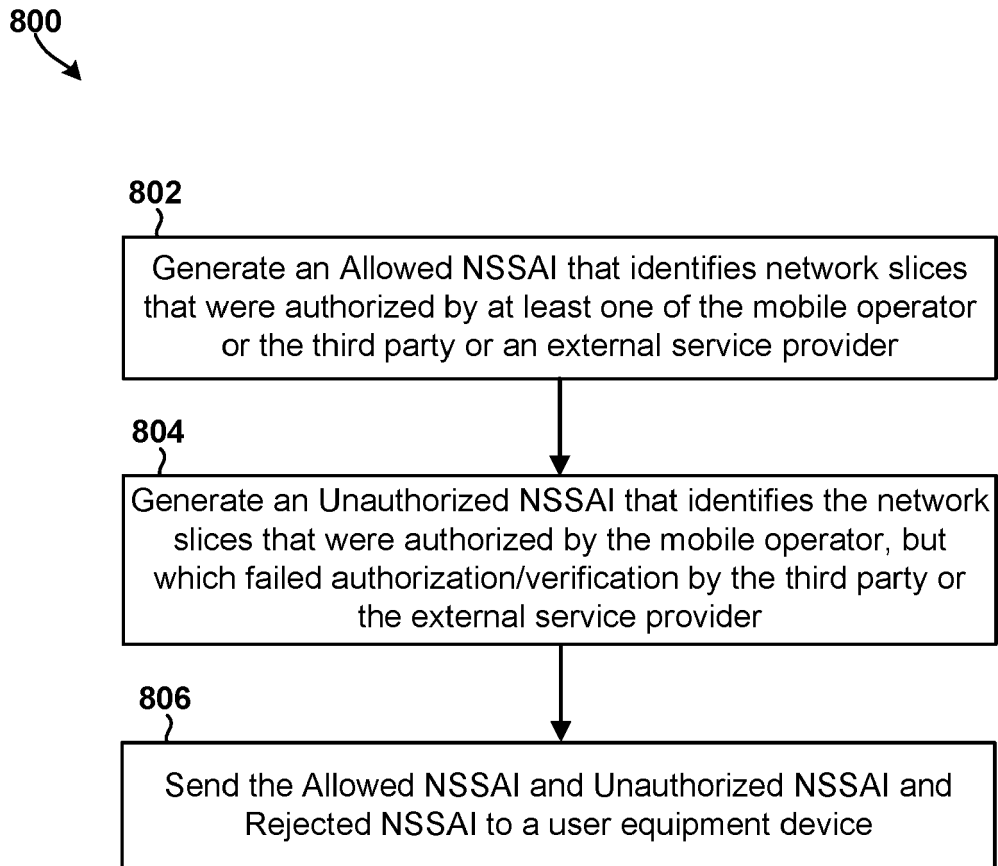 800
802
Generate an Allowed NSSAI that identifies network slices
that were authorized by at least one of the mobile operator
or the third party or an external service provider
804
Generate an Unauthorized NSSAI that identifies the network
slices that were authorized by the mobile operator, but
which failed authorization/verification by the third party or
the external service provider
806
Send the Allowed NSSAI and Unauthorized NSSAI and
Rejected NSSAI to a user equipment device